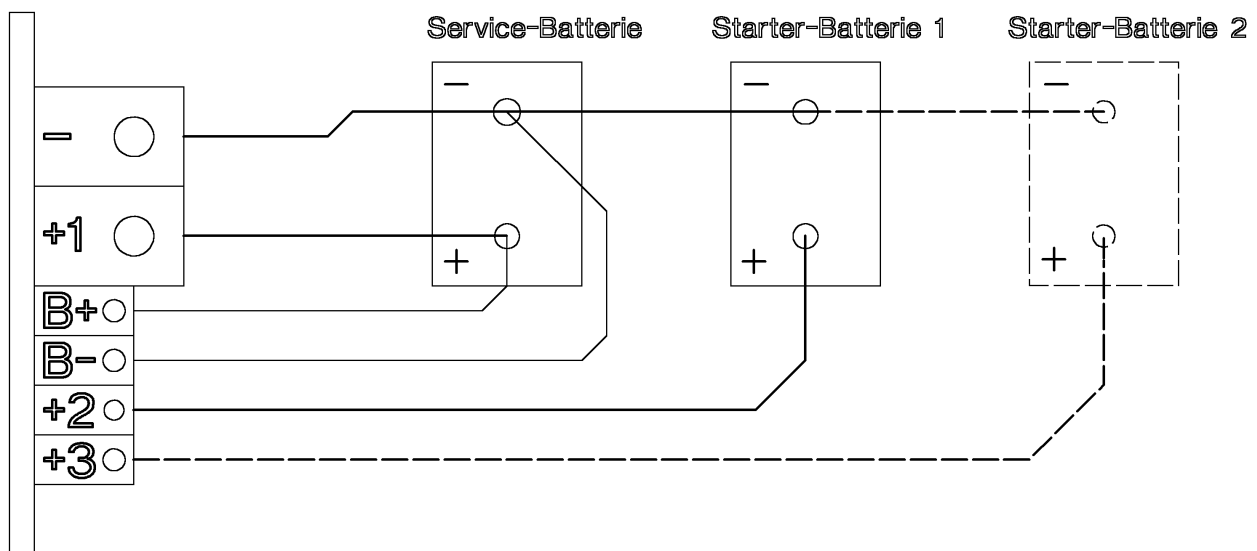 Service-Batterie Starter-Batterie 1 Starter-Batterie 2
- - -
-
+1
+ + +
B+
B-
+2
+3